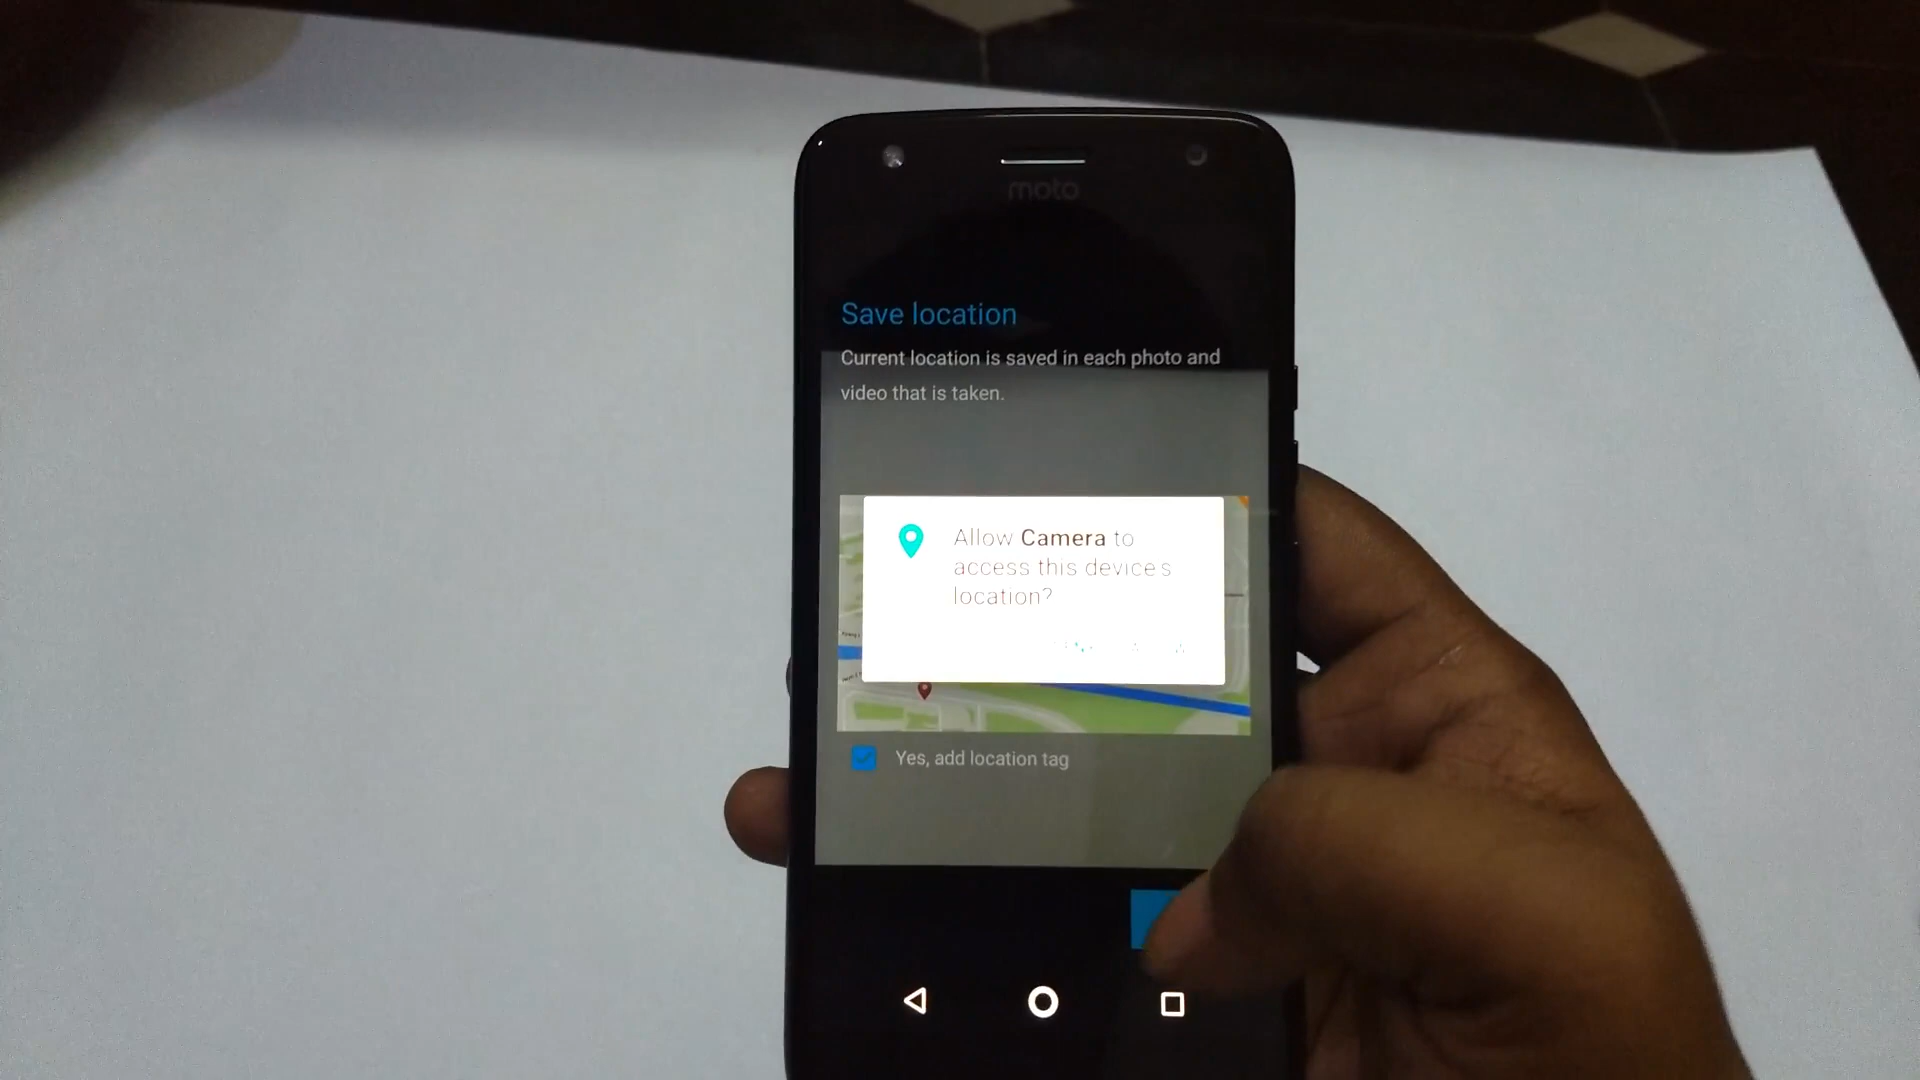 moto
Save location
Current location is saved in each photo and
video that is taken.
Allow Camera to
access this device's
location?
Yes, add location tag